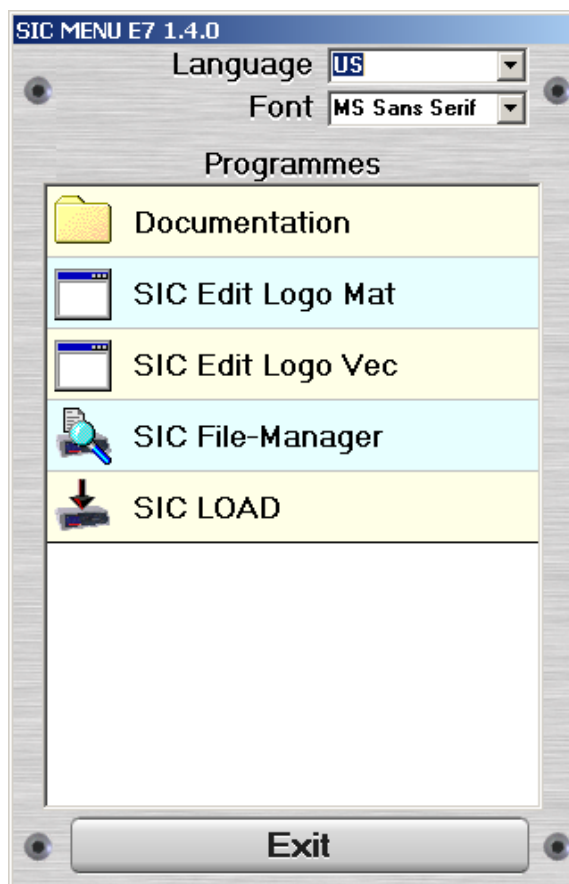 SIC MENU E7 1.4.0
Language US
Font MS Sans Serif
Programmes
Documentation
SIC Edit Logo Mat
SIC Edit Logo Vec
SIC File-Manager
SIC LOAD
Exit